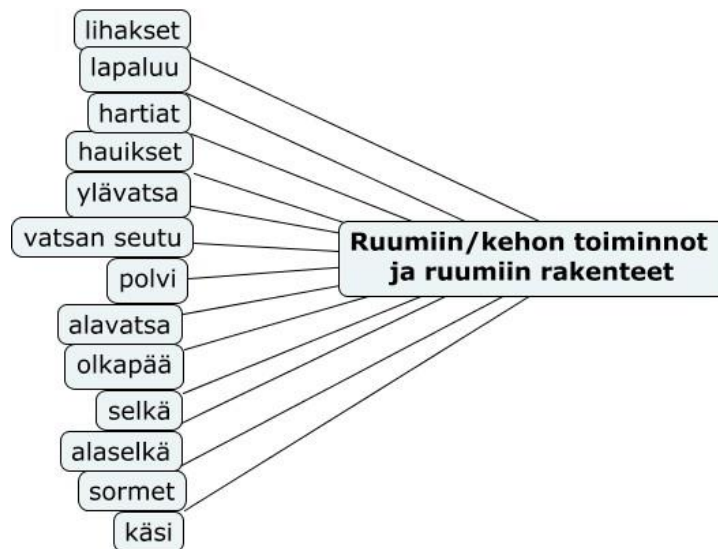 lihakset
lapaluu
hartiat
hauikset
ylävatsa
vatsan seutu
polvi
alavatsa
olkapää
selkä
alaselkä
sormet
käsi
Ruumiin/kehon toiminnot
ja ruumiin rakenteet